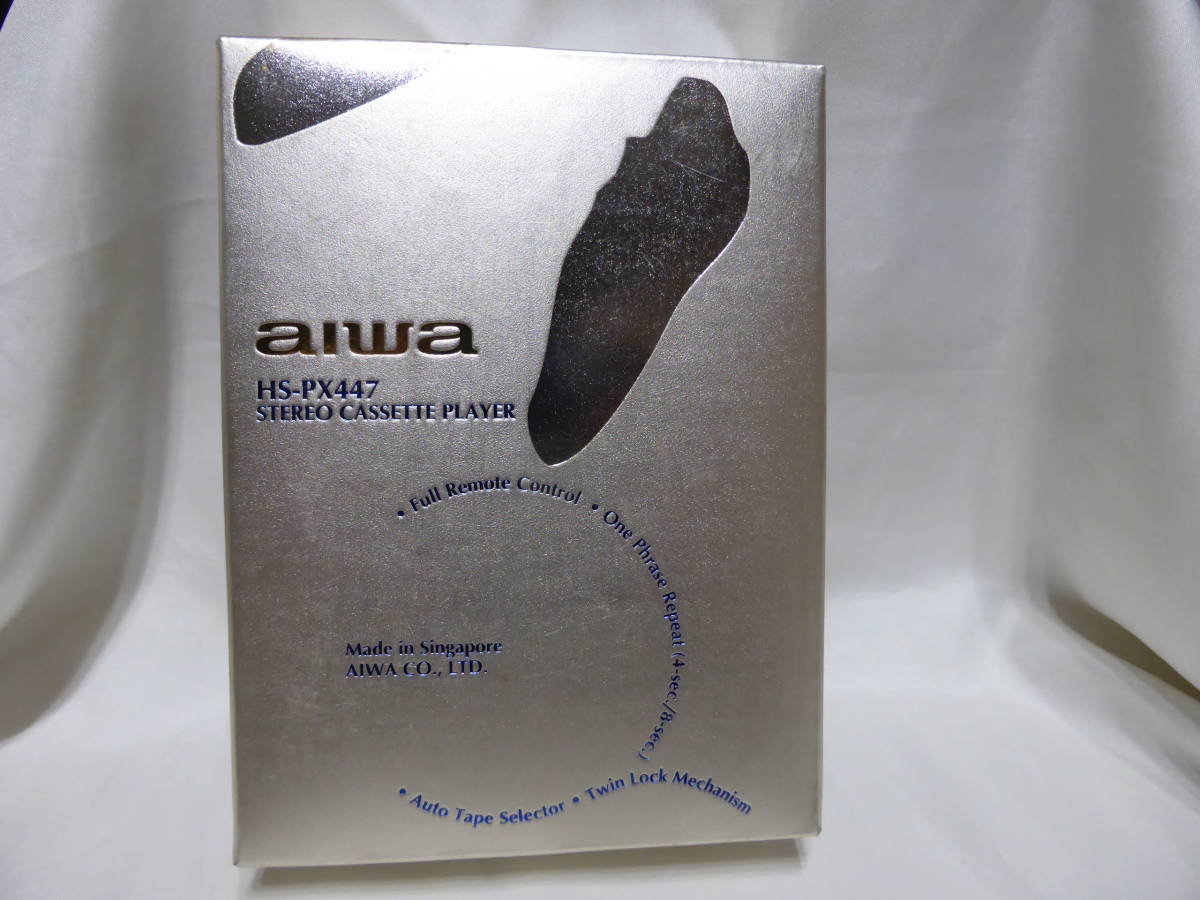 aiwa
HS-PX447
STEREO CASSETTE PLAYER
• Full Remote Control • One Phrase Repeat (4-sec./8-sec.)
Made in Singapore
AIWA CO., LTD.
• Auto Tape Selector • Twin Lock Mechanism